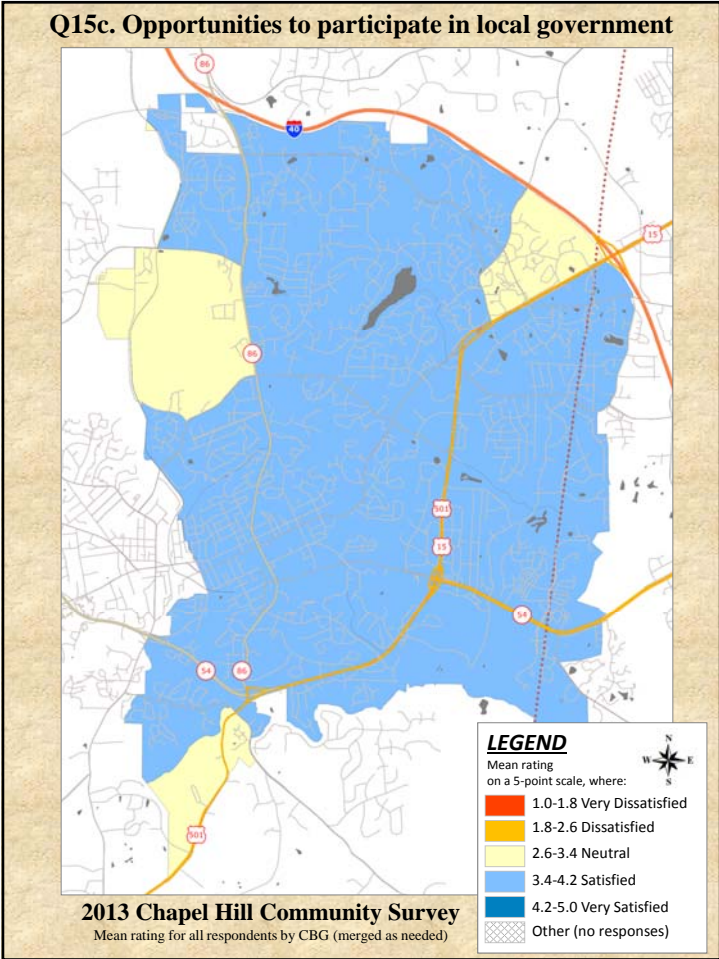 Q15c. Opportunities to participate in local government
86
40
15
86
501
15
54
54
86
501
LEGEND
N
W E
S
Mean rating
on a 5-point scale, where:
1.0-1.8 Very Dissatisfied
1.8-2.6 Dissatisfied
2.6-3.4 Neutral
3.4-4.2 Satisfied
4.2-5.0 Very Satisfied
Other (no responses)
2013 Chapel Hill Community Survey
Mean rating for all respondents by CBG (merged as needed)